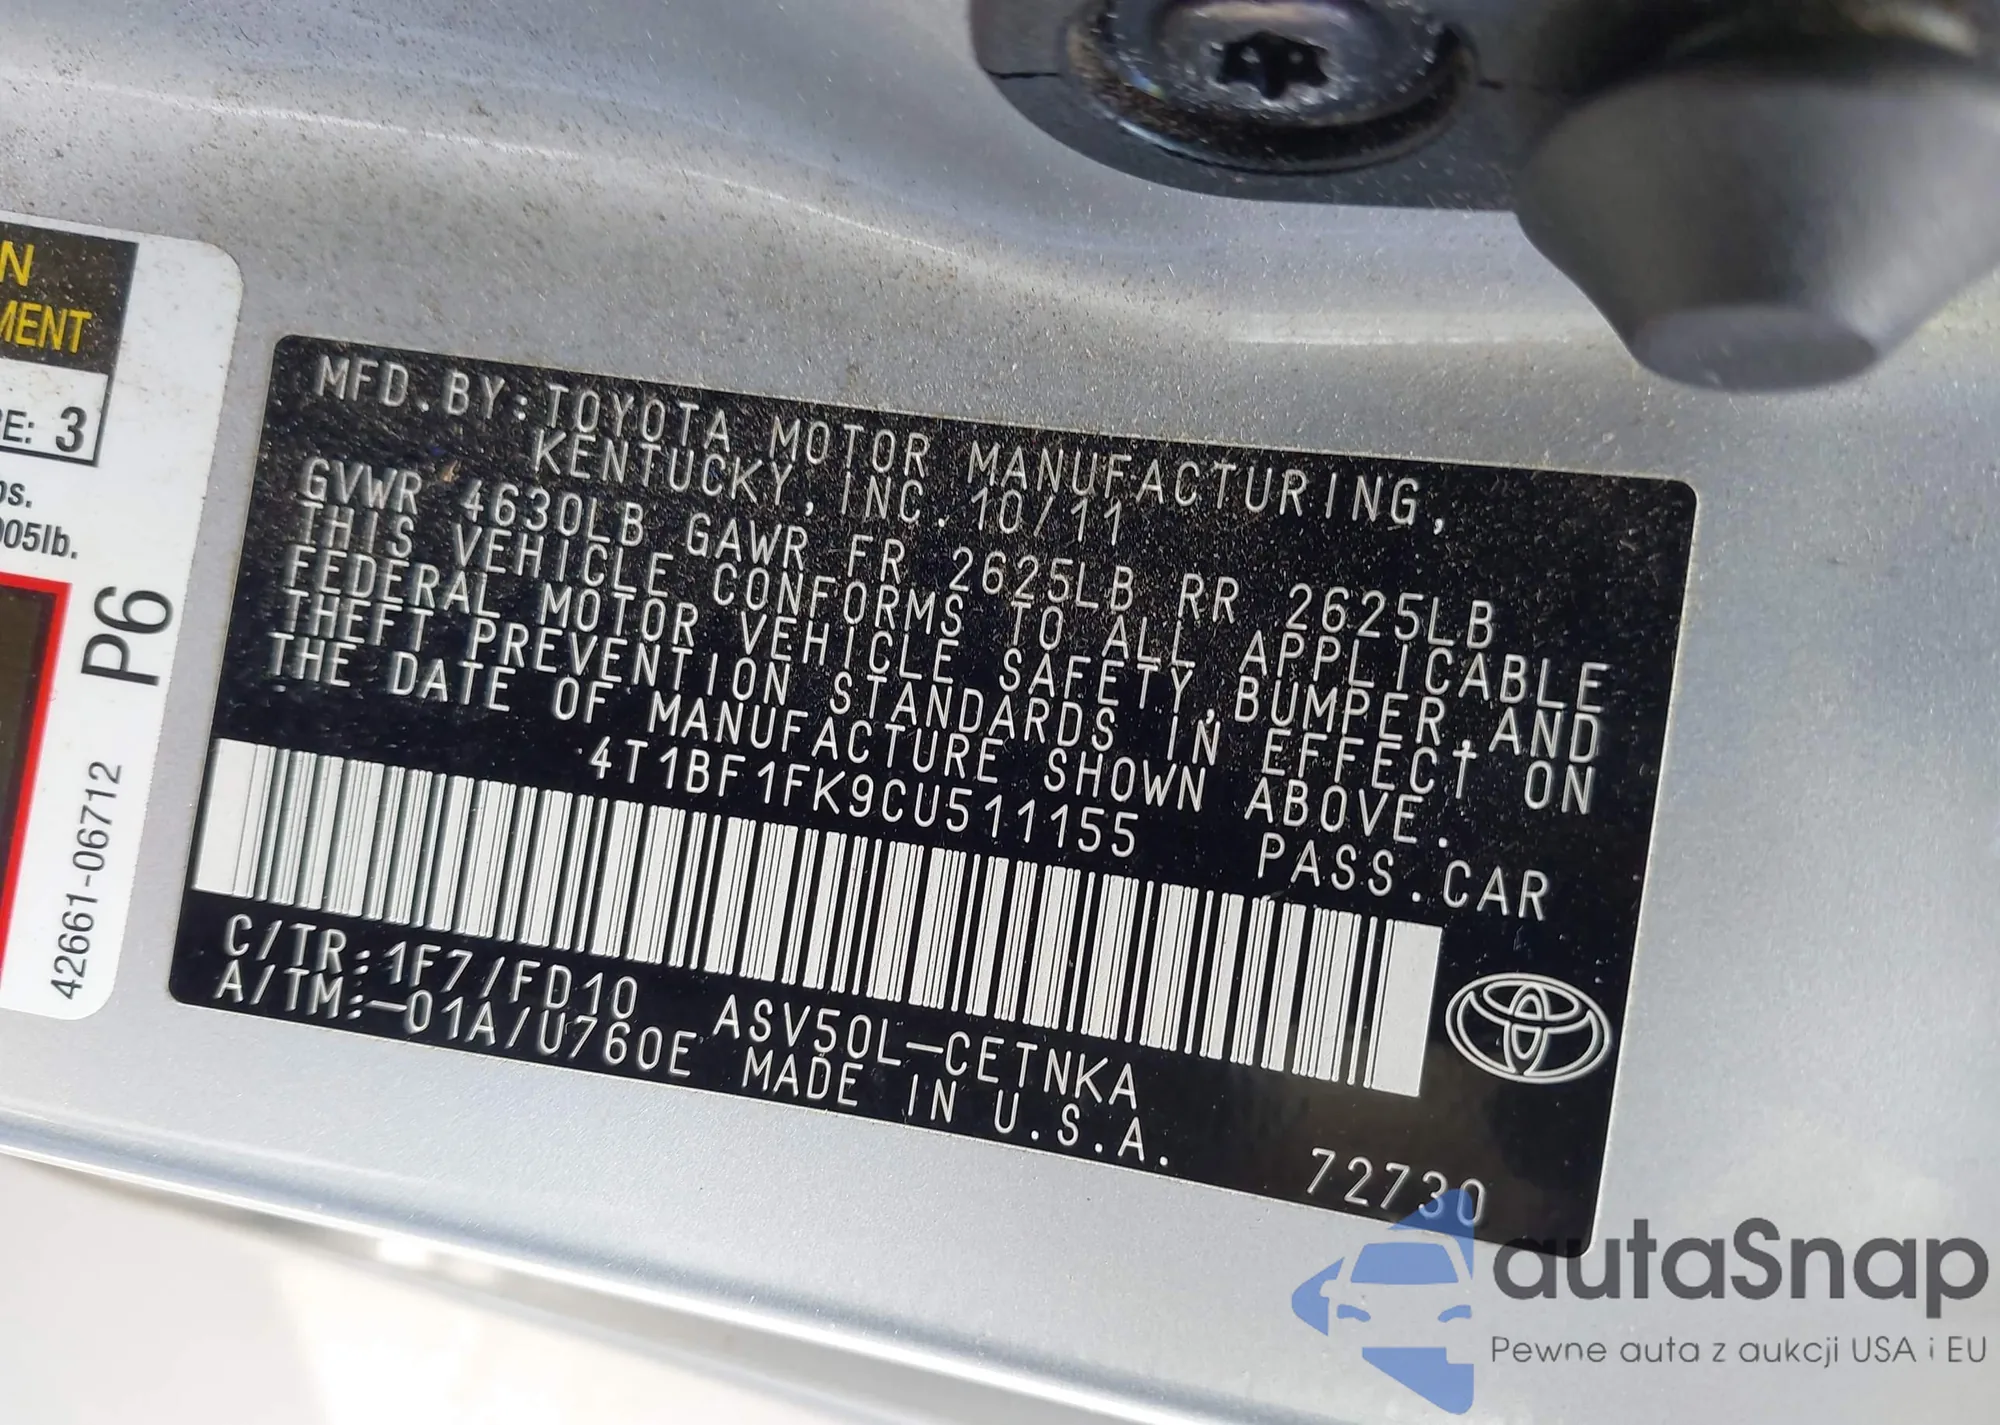 N
MENT
E: 3
os.
005lb.
P6
42661-06712
MFD.BY:TOYOTA MOTOR MANUFACTURING,
KENTUCKY, INC. 10/11
GVWR 4630LB GAWR FR 2625LB RR 2625LB
THIS VEHICLE CONFORMS TO ALL APPLICABLE
FEDERAL MOTOR VEHICLE SAFETY, BUMPER, AND
THEFT PREVENTION STANDARDS IN EFFECT ON
THE DATE OF MANUFACTURE SHOWN ABOVE.
4T1BF1FK9CU511155 PASS.CAR
C/TR:1F7/FD10 ASV50L-CETNKA
A/TM:-01A/U760E MADE IN U.S.A.
72730
autaSnap
Pewne auta z aukcji USA i EU